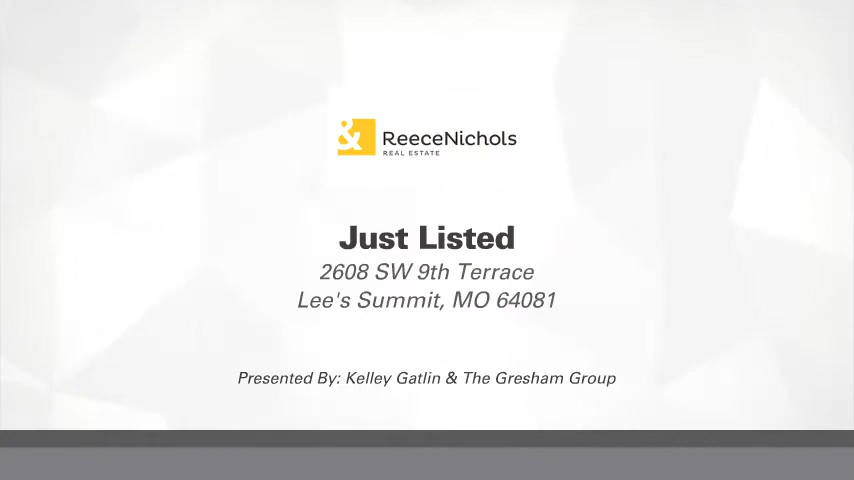 &
ReeceNichols
REAL ESTATE
Just Listed
2608 SW 9th Terrace
Lee's Summit, MO 64081
Presented By: Kelley Gatlin & The Gresham Group